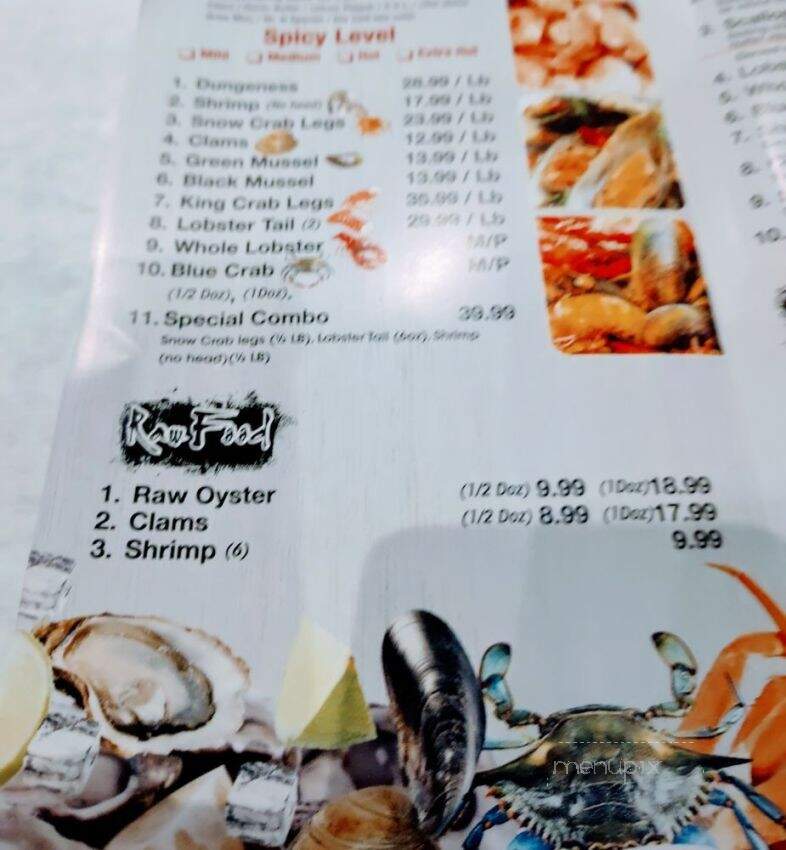 Spicy Level
Mild Medium Hot Extra Hot
1. Dungeness 28.99 / Lb
2. Shrimp (No head) 17.99 / Lb
3. Snow Crab Legs 23.99 / Lb
4. Clams 12.99 / Lb
5. Green Mussel 13.99 / Lb
6. Black Mussel 13.99 / Lb
7. King Crab Legs / Lb
8. Lobster Tail (2) 29.99 / Lb
9. Whole Lobster M/P
10. Blue Crab M/P
(1/2 Doz), (1Doz).
11. Special Combo 39.99
Snow Crab legs (½ LB), Lobster Tail (6oz), Shrimp
(no head)(½ LB)
Raw Food
1. Raw Oyster (1/2 Doz) 9.99 (1Doz)18.99
2. Clams (1/2 Doz) 8.99 (1Doz)17.99
3. Shrimp (6) 9.99
menupix